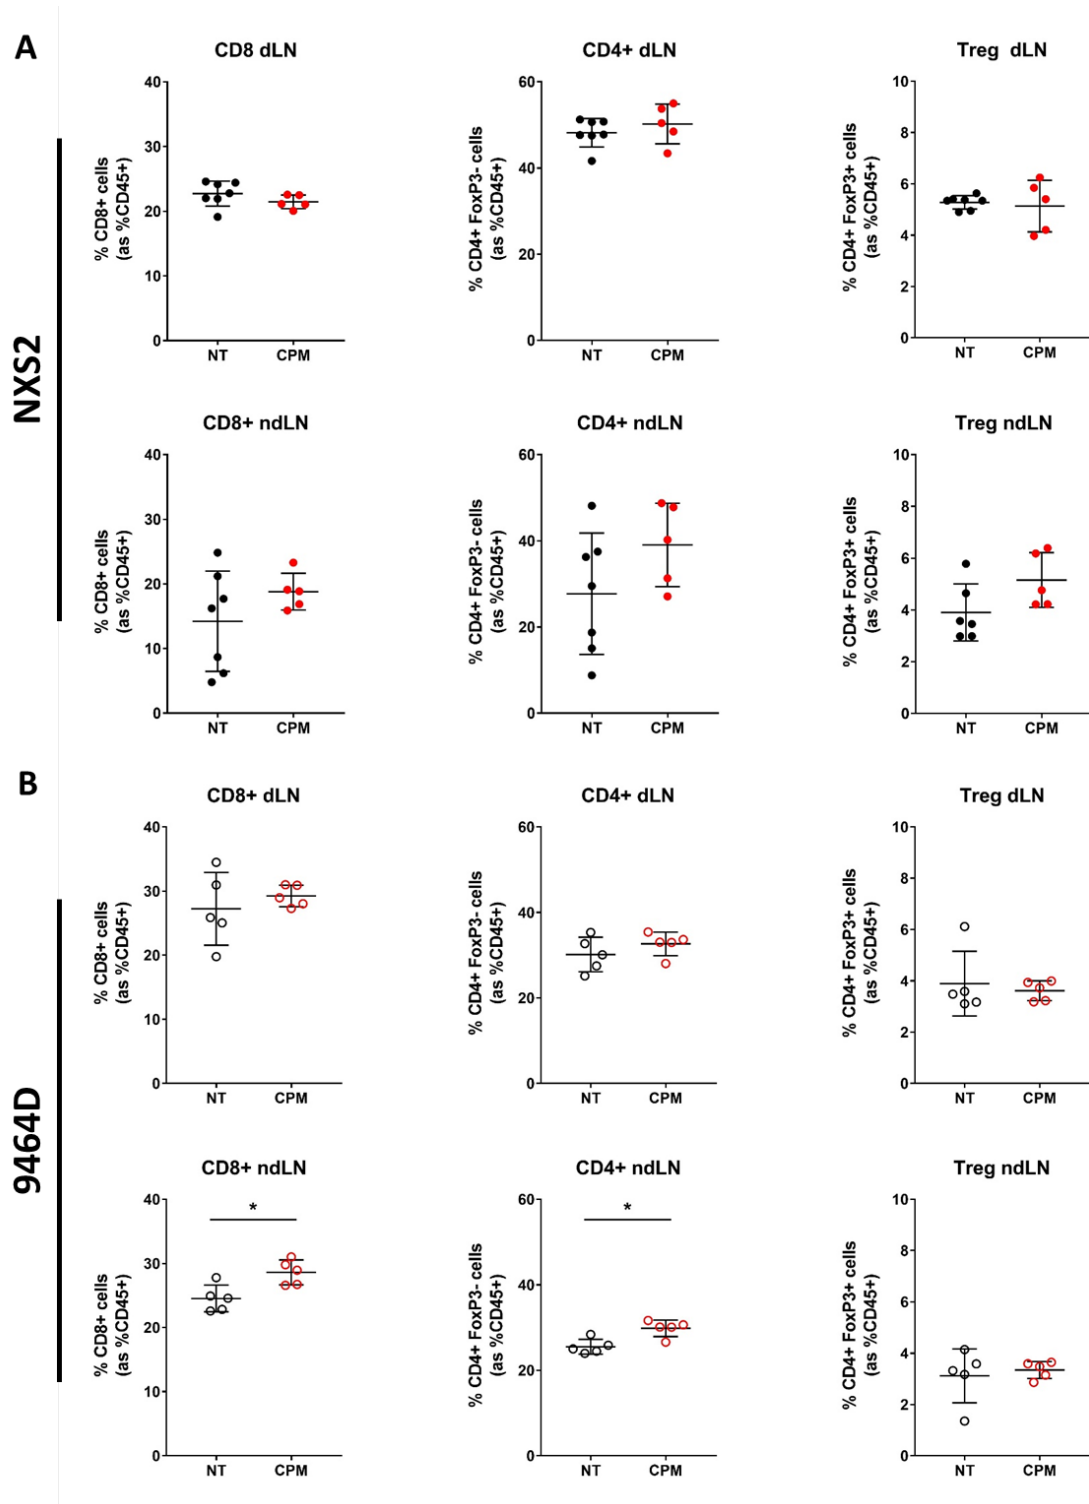 A
NXS2
CD8 dLN
% CD8+ cells
(as %CD45+)
40
30
20
10
0
NT CPM
CD4+ dLN
% CD4+ FoxP3- cells
(as %CD45+)
60
40
20
0
NT CPM
Treg dLN
% CD4+ FoxP3+ cells
(as %CD45+)
10
8
6
4
2
0
NT CPM
CD8+ ndLN
% CD8+ cells
(as %CD45+)
40
30
20
10
0
NT CPM
CD4+ ndLN
% CD4+ FoxP3- cells
(as %CD45+)
60
40
20
0
NT CPM
Treg ndLN
% CD4+ FoxP3+ cells
(as %CD45+)
10
8
6
4
2
0
NT CPM
B
9464D
CD8+ dLN
% CD8+ cells
(as %CD45+)
40
30
20
10
0
NT CPM
CD4+ dLN
% CD4+ FoxP3- cells
(as %CD45+)
60
40
20
0
NT CPM
Treg dLN
% CD4+ FoxP3+ cells
(as %CD45+)
10
8
6
4
2
0
NT CPM
CD8+ ndLN
% CD8+ cells
(as %CD45+)
40
30
20
10
0
*
NT CPM
CD4+ ndLN
% CD4+ FoxP3- cells
(as %CD45+)
60
40
20
0
*
NT CPM
Treg ndLN
% CD4+ FoxP3+ cells
(as %CD45+)
10
8
6
4
2
0
NT CPM